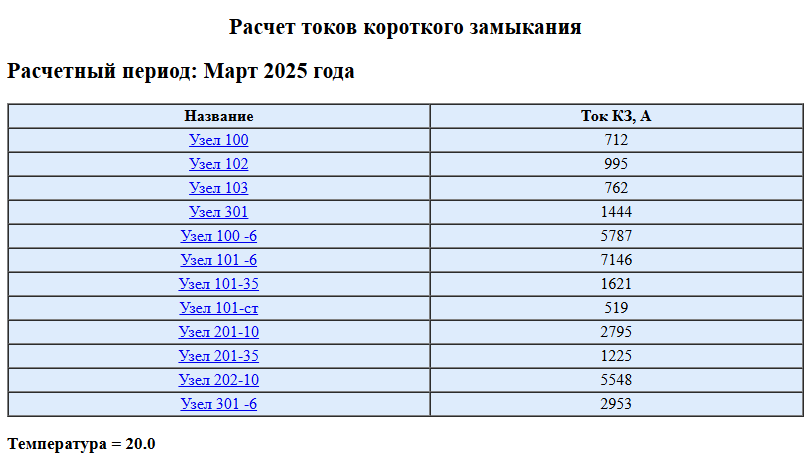 Расчет токов короткого замыкания
Расчетный период: Март 2025 года
Название Ток КЗ, А
Узел 100 712
Узел 102 995
Узел 103 762
Узел 301 1444
Узел 100 -6 5787
Узел 101 -6 7146
Узел 101-35 1621
Узел 101-ст 519
Узел 201-10 2795
Узел 201-35 1225
Узел 202-10 5548
Узел 301 -6 2953
Температура = 20.0